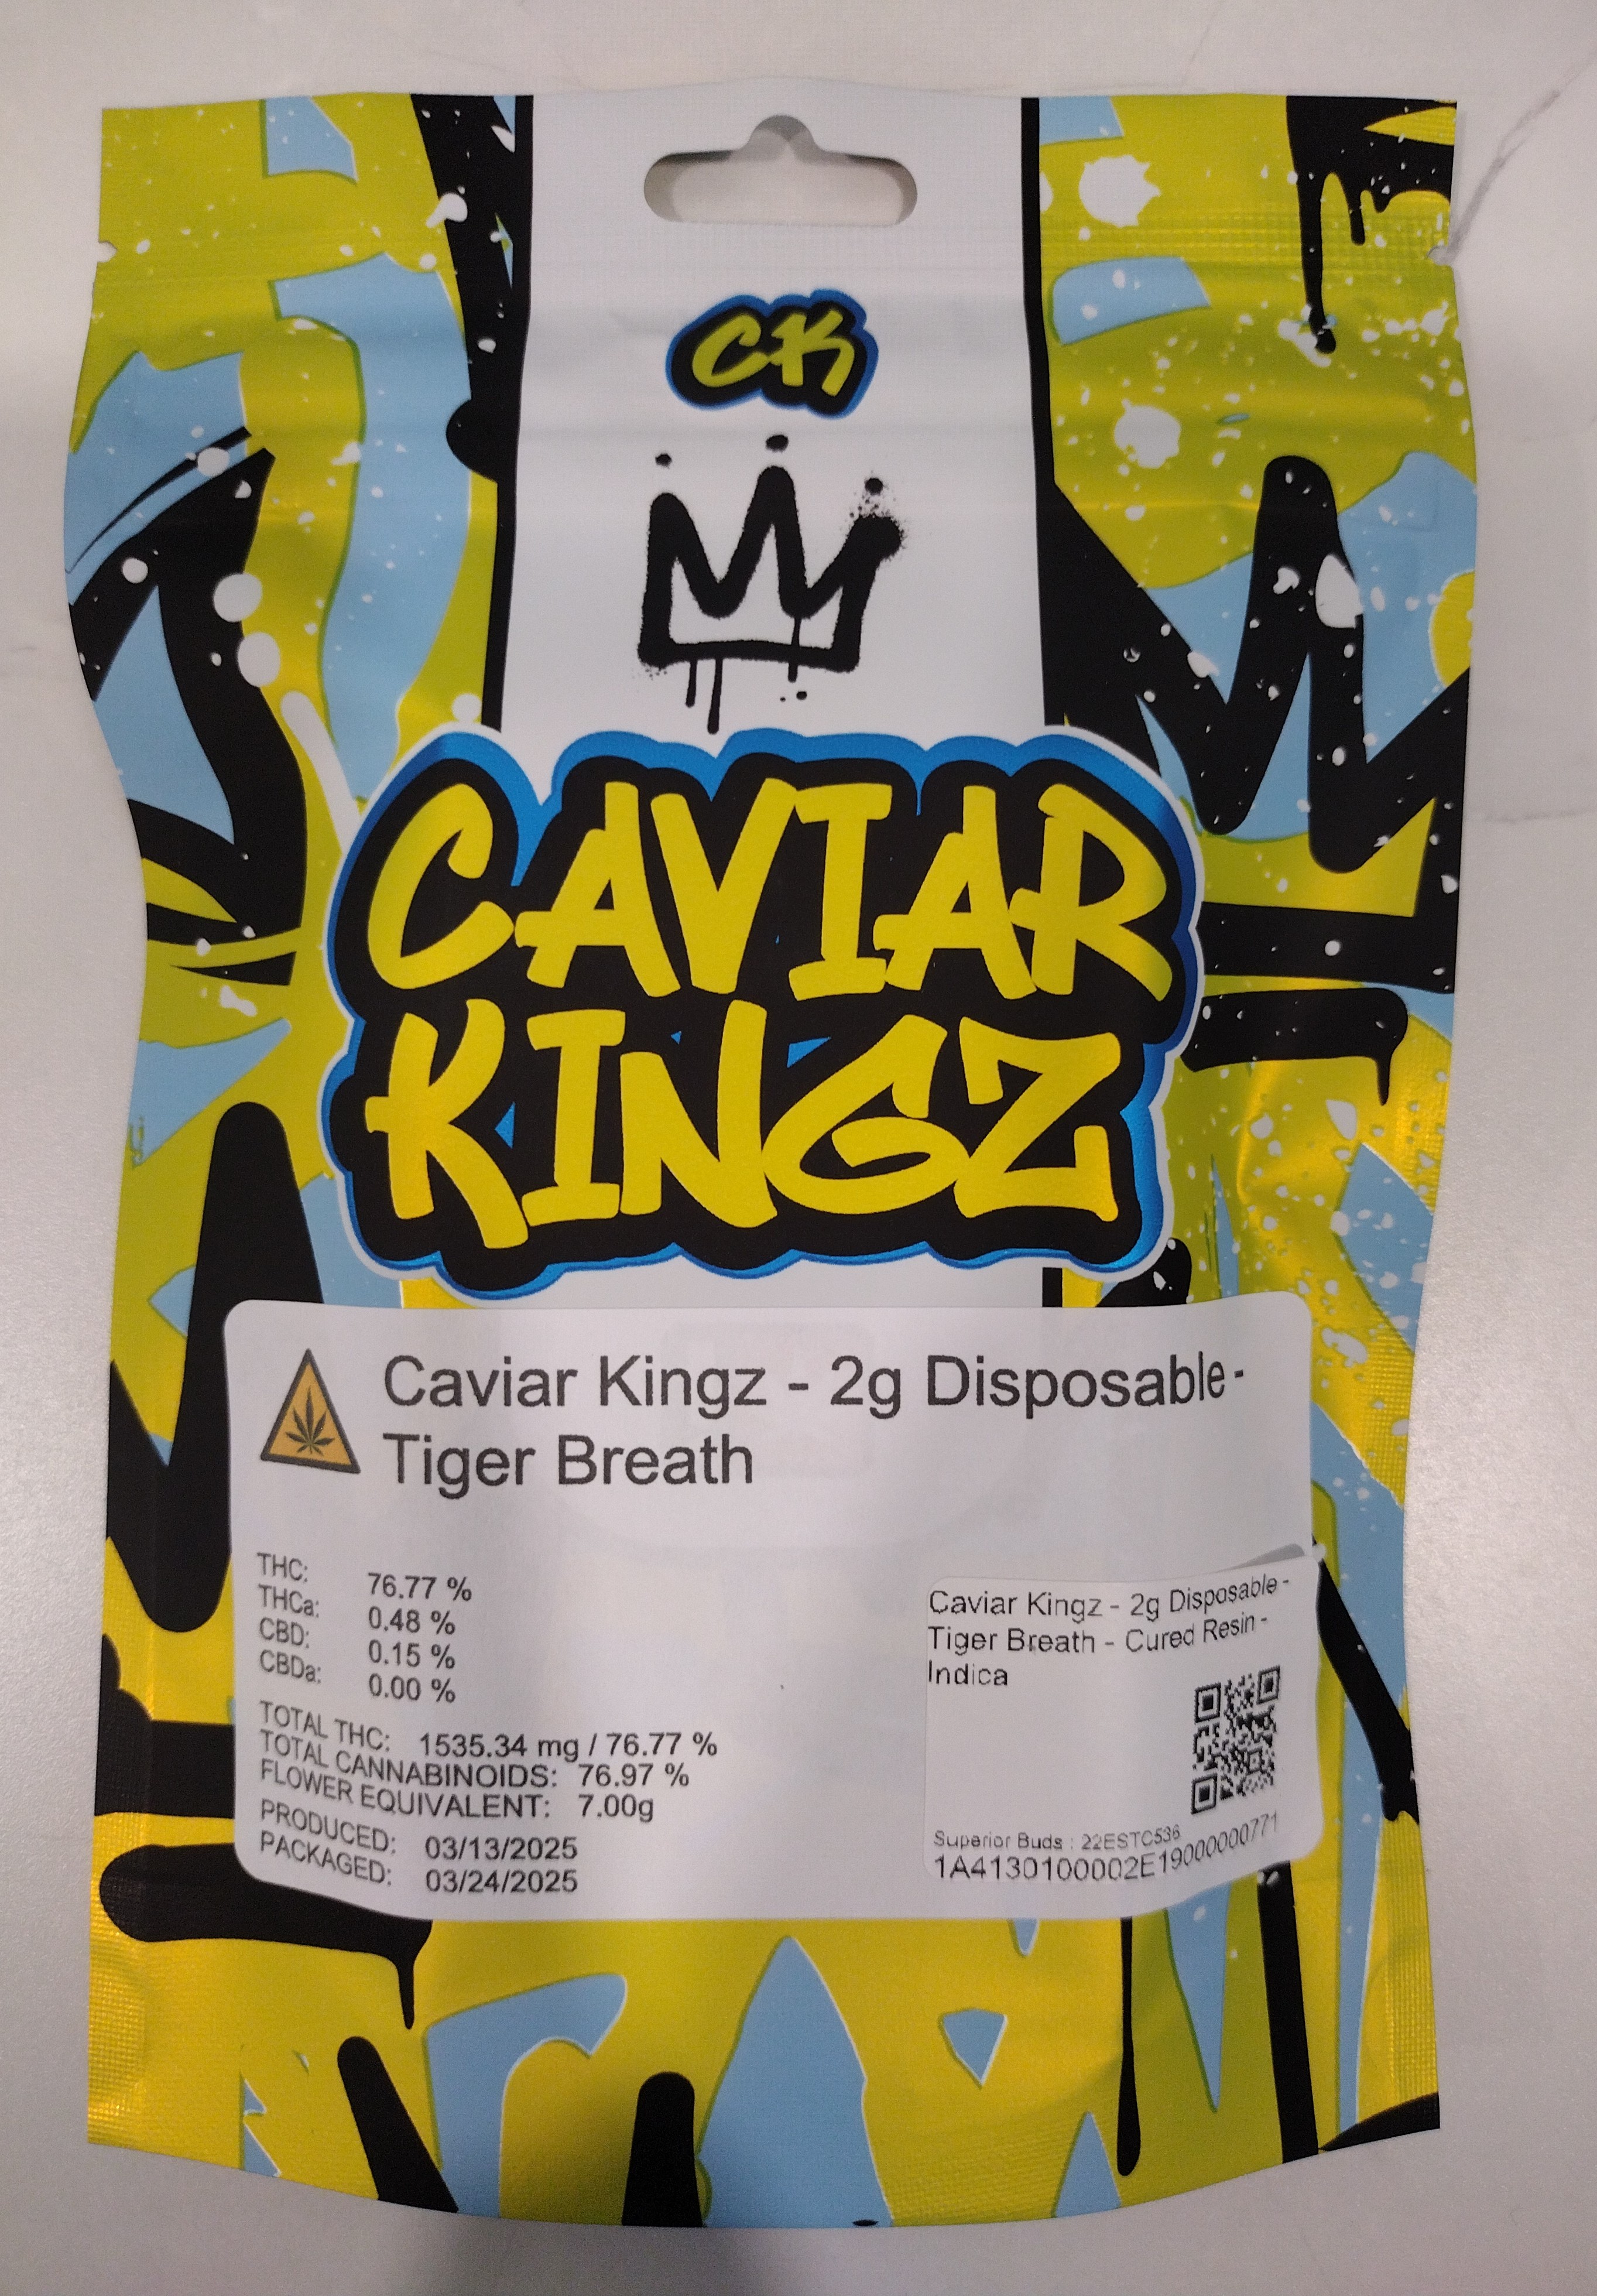 CK
CAVIAR
KINGZ
Caviar Kingz - 2g Disposable -
Tiger Breath
THC: 76.77 %
THCa: 0.48 %
CBD: 0.15 %
CBDa: 0.00 %
TOTAL THC: 1535.34 mg / 76.77 %
TOTAL CANNABINOIDS: 76.97 %
FLOWER EQUIVALENT: 7.00g
PRODUCED: 03/13/2025
PACKAGED: 03/24/2025
Caviar Kingz - 2g Disposable -
Tiger Breath - Cured Resin -
Indica
Superior Buds : 22ESTC536
1A4130100002E190000000771